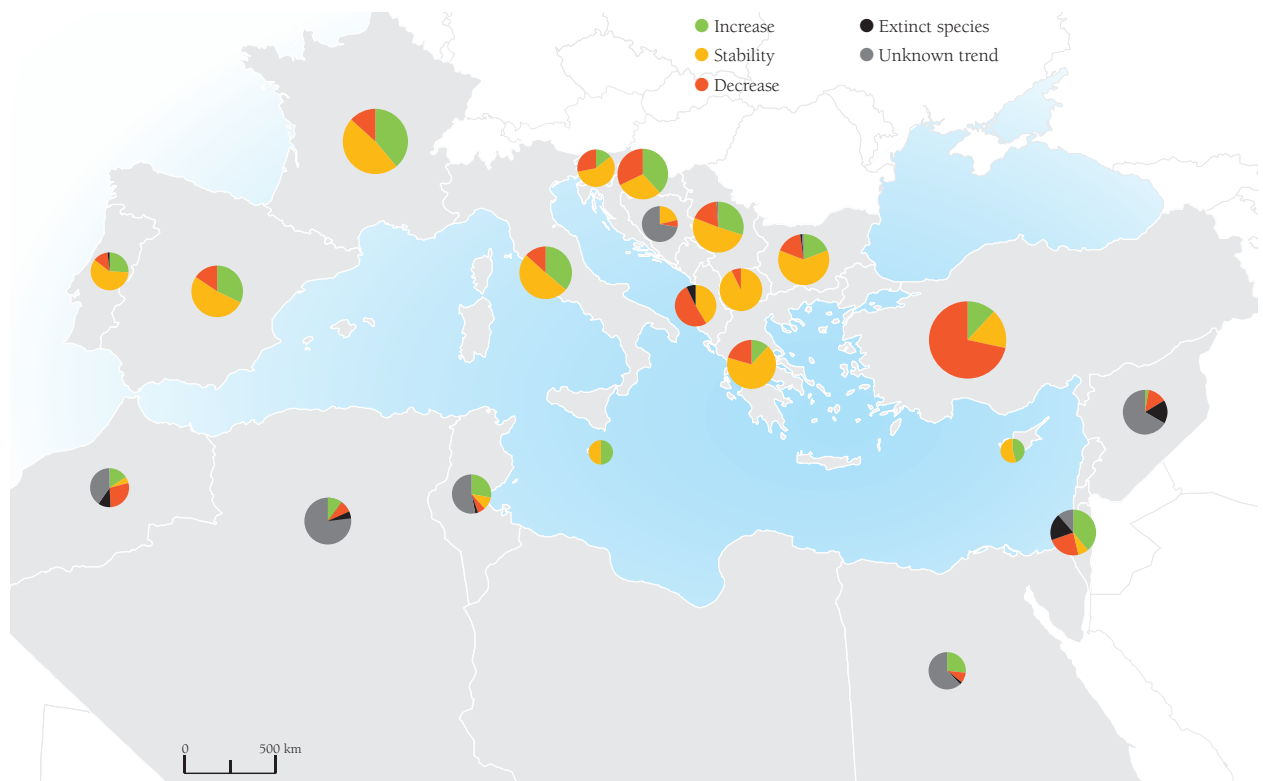 Increase
Stability
Decrease
Extinct species
Unknown trend
0 500 km